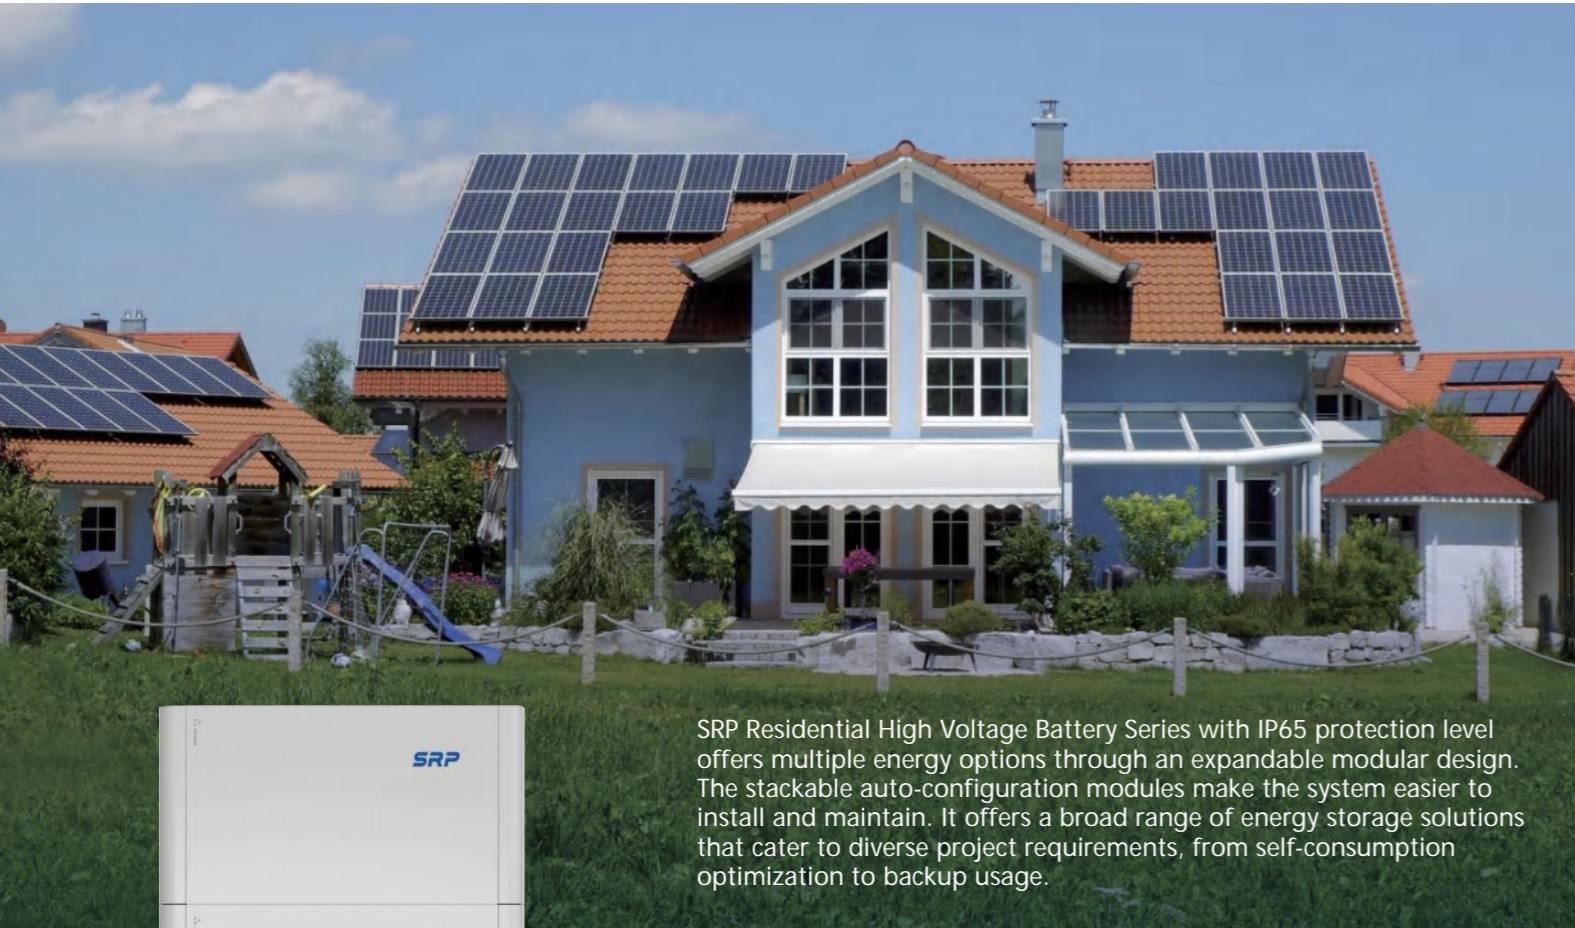 SRP
SRP Residential High Voltage Battery Series with IP65 protection level
offers multiple energy options through an expandable modular design.
The stackable auto-configuration modules make the system easier to
install and maintain. It offers a broad range of energy storage solutions
that cater to diverse project requirements, from self-consumption
optimization to backup usage.